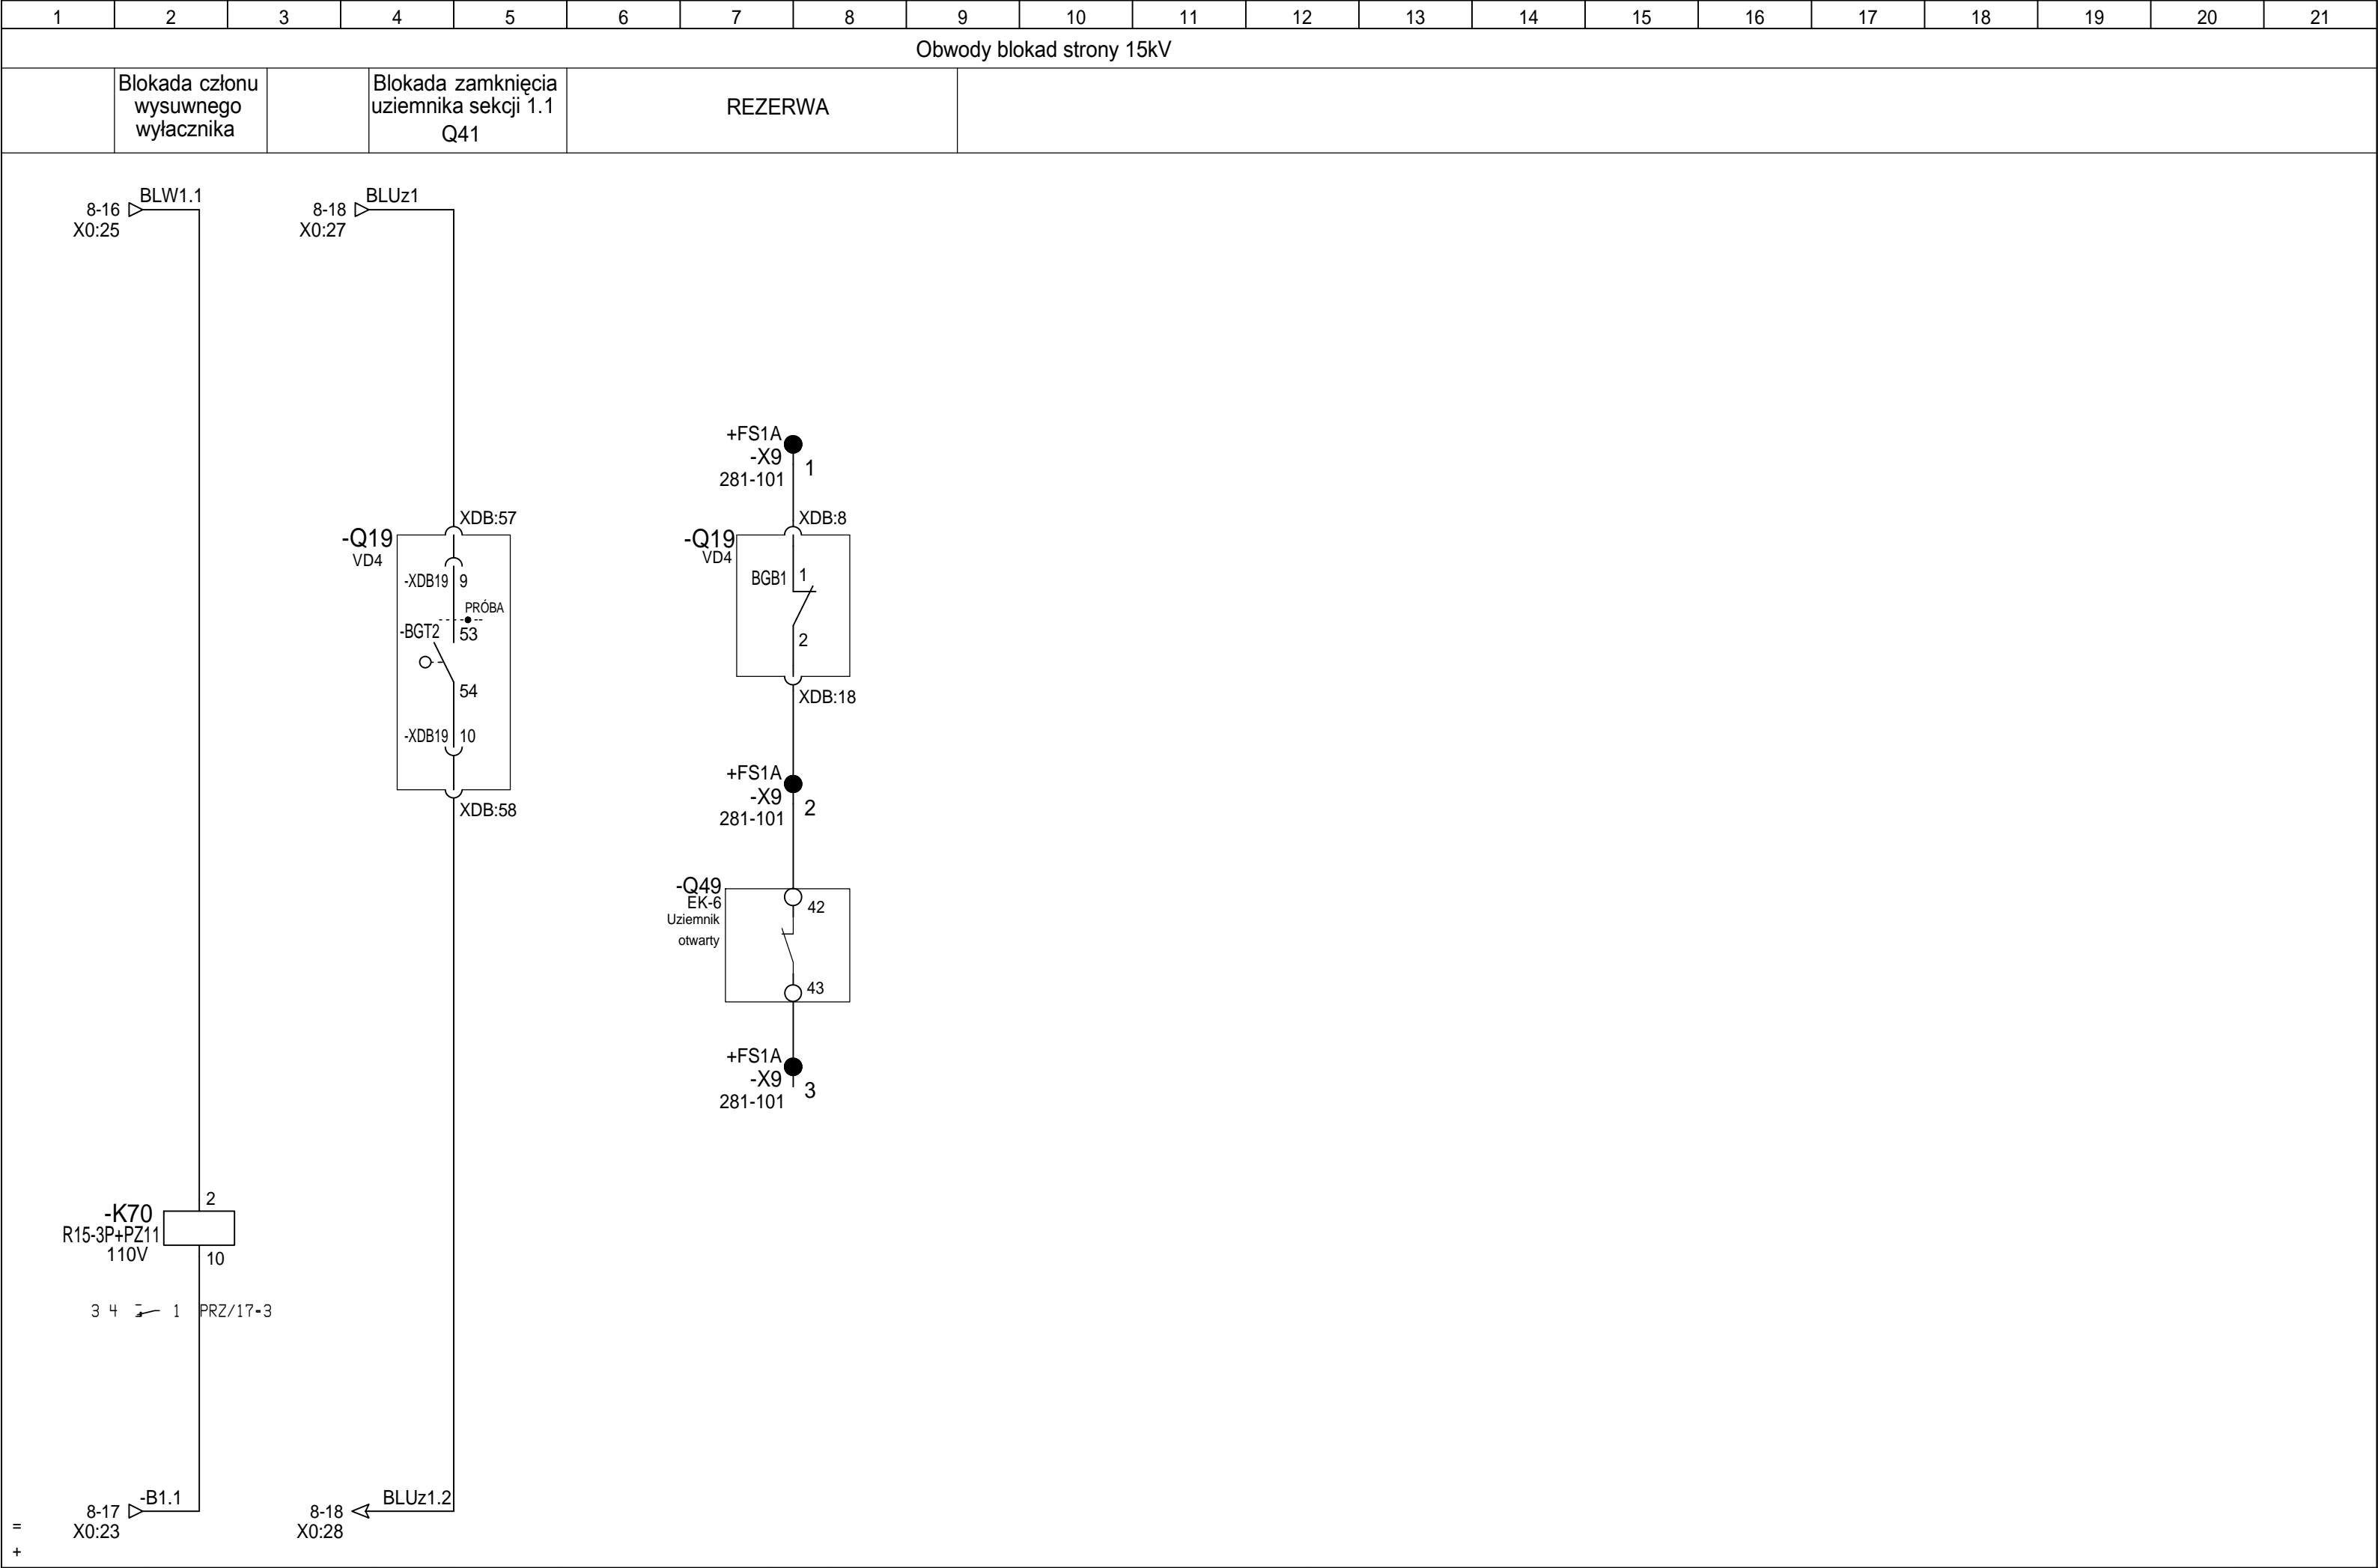 1 2 3 4 5 6 7 8 9 10 11 12 13 14 15 16 17 18 19 20 21
Obwody blokad strony 15kV
Blokada członu
wysuwnego
wyłacznika
Blokada zamknięcia
uziemnika sekcji 1.1
Q41
REZERWA
BLW1.1
8-16
X0:25
-K70
R15-3P+PZ11
110V
2
10
3 4 1 PRZ/17-3
-B1.1
8-17
X0:23
BLUz1
8-18
X0:27
XDB:57
-Q19
VD4
-XDB19 9
PRÓBA
-BGT2 53
54
-XDB19 10
XDB:58
BLUz1.2
8-18
X0:28
+FS1A
-X9
1
281-101
XDB:8
-Q19
VD4
BGB1 1
2
XDB:18
+FS1A
-X9
2
281-101
-Q49
EK-6
Uziemnik
otwarty
42
43
+FS1A
-X9
3
281-101
=
+